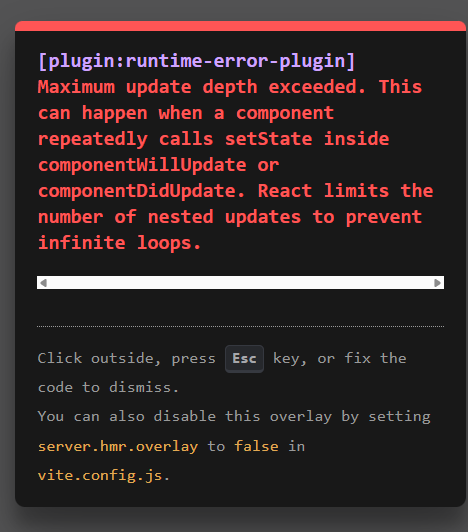 [plugin:runtime-error-plugin]
Maximum update depth exceeded. This
can happen when a component
repeatedly calls setState inside
componentWillUpdate or
componentDidUpdate. React limits the
number of nested updates to prevent
infinite loops.
Click outside, press Esc key, or fix the
code to dismiss.
You can also disable this overlay by setting
server.hmr.overlay to false in
vite.config.js.